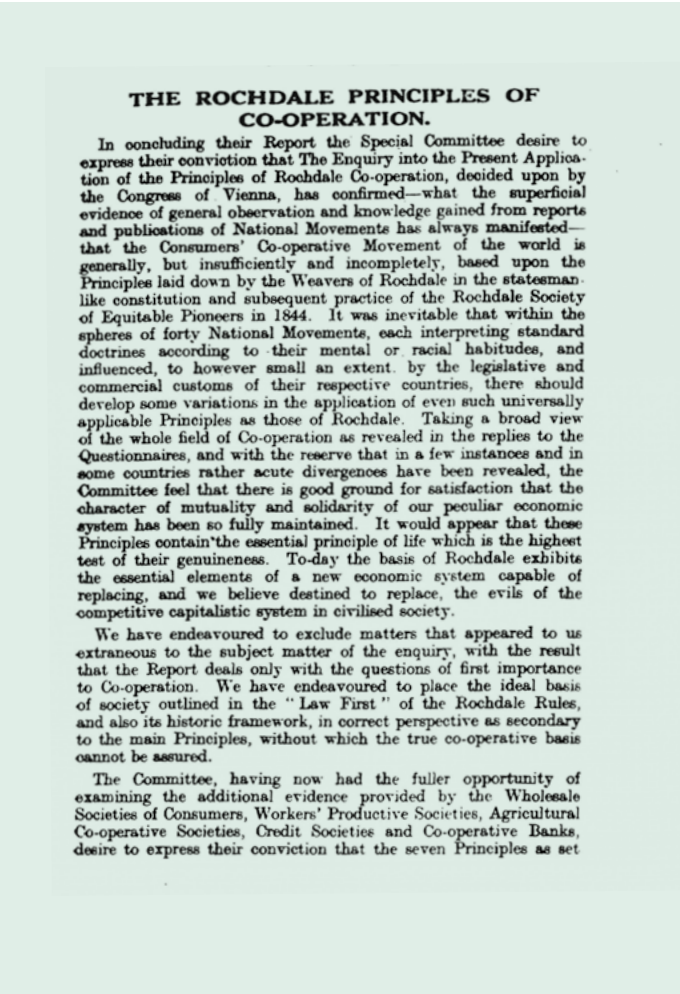 THE ROCHDALE PRINCIPLES OF
CO-OPERATION.
In concluding their Report the Special Committee desire to
express their conviction that The Enquiry into the Present Applica-
tion of the Principles of Rochdale Co-operation, decided upon by
the Congress of Vienna, has confirmed—what the superficial
evidence of general observation and knowledge gained from reports
and publications of National Movements has always manifested—
that the Consumers' Co-operative Movement of the world is
generally, but insufficiently and incompletely, based upon the
Principles laid down by the Weavers of Rochdale in the statesman-
like constitution and subsequent practice of the Rochdale Society
of Equitable Pioneers in 1844. It was inevitable that within the
spheres of forty National Movements, each interpreting standard
doctrines according to their mental or racial habitudes, and
influenced, to however small an extent. by the legislative and
commercial customs of their respective countries, there should
develop some variations in the application of even such universally
applicable Principles as those of Rochdale. Taking a broad view
of the whole field of Co-operation as revealed in the replies to the
Questionnaires, and with the reserve that in a few instances and in
some countries rather acute divergences have been revealed, the
Committee feel that there is good ground for satisfaction that the
character of mutuality and solidarity of our peculiar economic
system has been so fully maintained. It would appear that these
Principles contain the essential principle of life which is the highest
test of their genuineness. To-day the basis of Rochdale exhibits
the essential elements of a new economic system capable of
replacing, and we believe destined to replace, the evils of the
competitive capitalistic system in civilised society.
We have endeavoured to exclude matters that appeared to us
extraneous to the subject matter of the enquiry, with the result
that the Report deals only with the questions of first importance
to Co-operation. We have endeavoured to place the ideal basis
of society outlined in the " Law First " of the Rochdale Rules,
and also its historic framework, in correct perspective as secondary
to the main Principles, without which the true co-operative basis
cannot be assured.
The Committee, having now had the fuller opportunity of
examining the additional evidence provided by the Wholesale
Societies of Consumers, Workers' Productive Societies, Agricultural
Co-operative Societies, Credit Societies and Co-operative Banks,
desire to express their conviction that the seven Principles as set